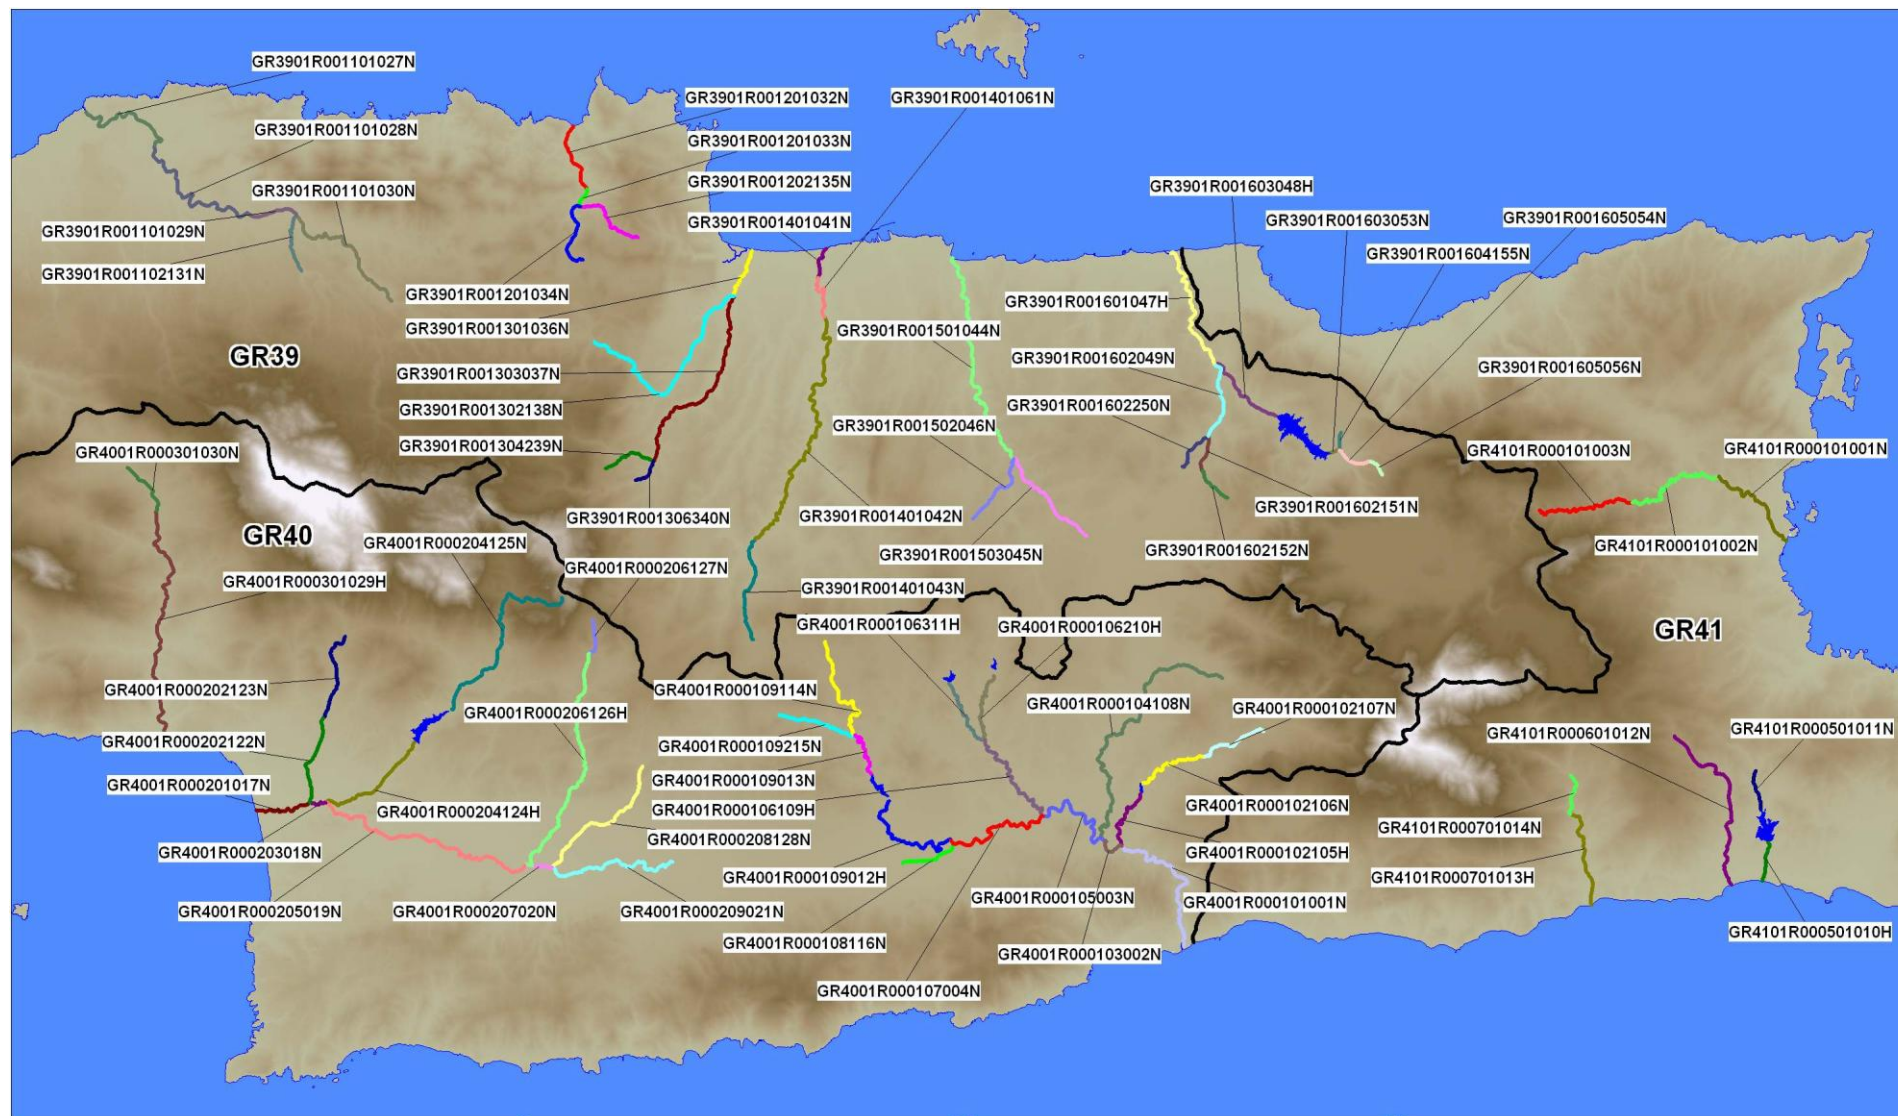 GR3901R001101027N
GR3901R001201032N
GR3901R001401061N
GR3901R001101028N
GR3901R001201033N
GR3901R001202135N
GR3901R001603048H
GR3901R001101030N
GR3901R001401041N
GR3901R001603053N
GR3901R001605054N
GR3901R001101029N
GR3901R001604155N
GR3901R001102131N
GR3901R001201034N
GR3901R001601047H
GR3901R001301036N
GR3901R001501044N
GR39
GR3901R001602049N
GR3901R001605056N
GR3901R001303037N
GR3901R001302138N
GR3901R001602250N
GR3901R001502046N
GR3901R001304239N
GR4001R000301030N
GR4101R000101003N
GR4101R000101001N
GR3901R001602151N
GR3901R001306340N
GR3901R001401042N
GR40
GR4001R000204125N
GR4101R000101002N
GR3901R001503045N
GR3901R001602152N
GR4001R000206127N
GR4001R000301029H
GR3901R001401043N
GR4001R000106311H
GR4001R000106210H
GR41
GR4001R000202123N
GR4001R000109114N
GR4001R000104108N
GR4001R000102107N
GR4001R000206126H
GR4101R000501011N
GR4101R000601012N
GR4001R000202122N
GR4001R000109215N
GR4001R000109013N
GR4001R000201017N
GR4001R000102106N
GR4001R000106109H
GR4001R000204124H
GR4101R000701014N
GR4001R000208128N
GR4001R000203018N
GR4001R000102105H
GR4001R000109012H
GR4101R000701013H
GR4001R000105003N
GR4001R000101001N
GR4001R000205019N
GR4001R000207020N
GR4001R000209021N
GR4101R000501010H
GR4001R000108116N
GR4001R000103002N
GR4001R000107004N